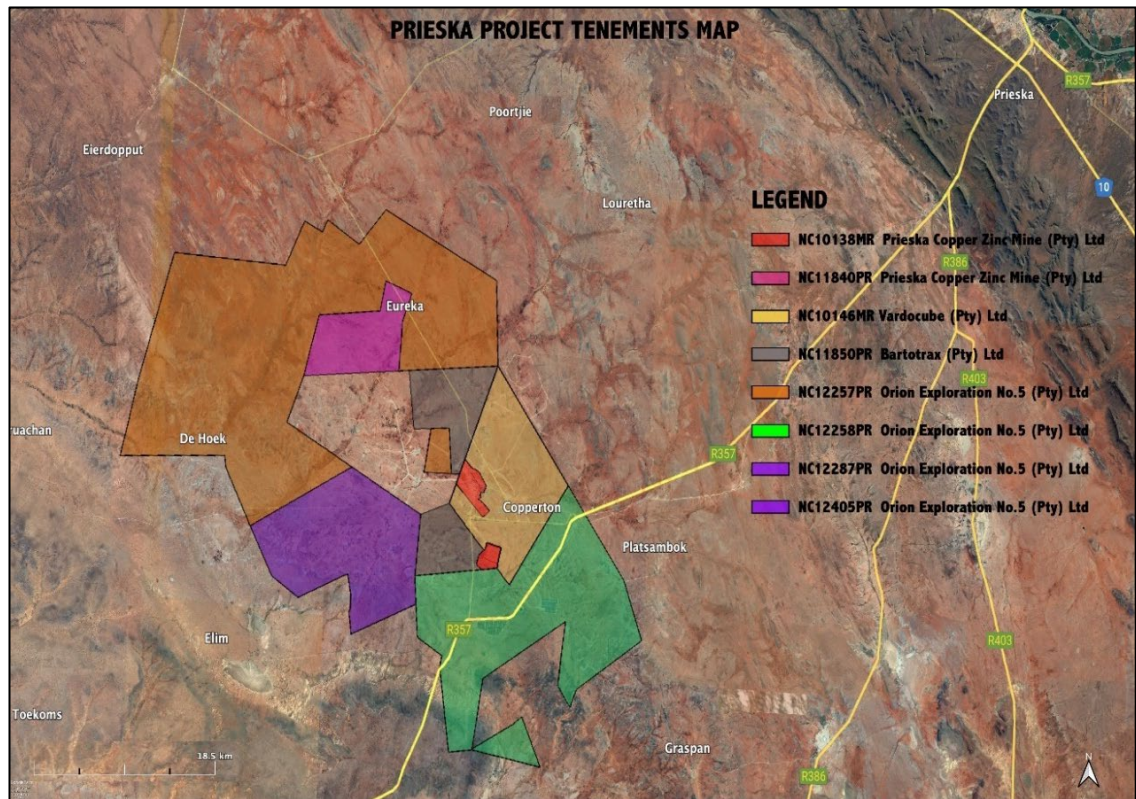 PRIESKA PROJECT TENEMENTS MAP
R357
Prieska
Poortjie
Eierdopput
10
Louretha
LEGEND
NC10138MR Prieska Copper Zinc Mine (Pty) Ltd
R386
NC11840PR Prieska Copper Zinc Mine (Pty) Ltd
Eureka
NC10146MR Vardocube (Pty) Ltd
NC11850PR Bartotrax (Pty) Ltd
R403
NC12257PR Orion Exploration No.5 (Pty) Ltd
ruachan
De Hoek
NC12258PR Orion Exploration No.5 (Pty) Ltd
R357
NC12287PR Orion Exploration No.5 (Pty) Ltd
Copperton
NC12405PR Orion Exploration No.5 (Pty) Ltd
Platsambok
R357
Elim
R403
Toekoms
Graspan
18.5 km
R386
N